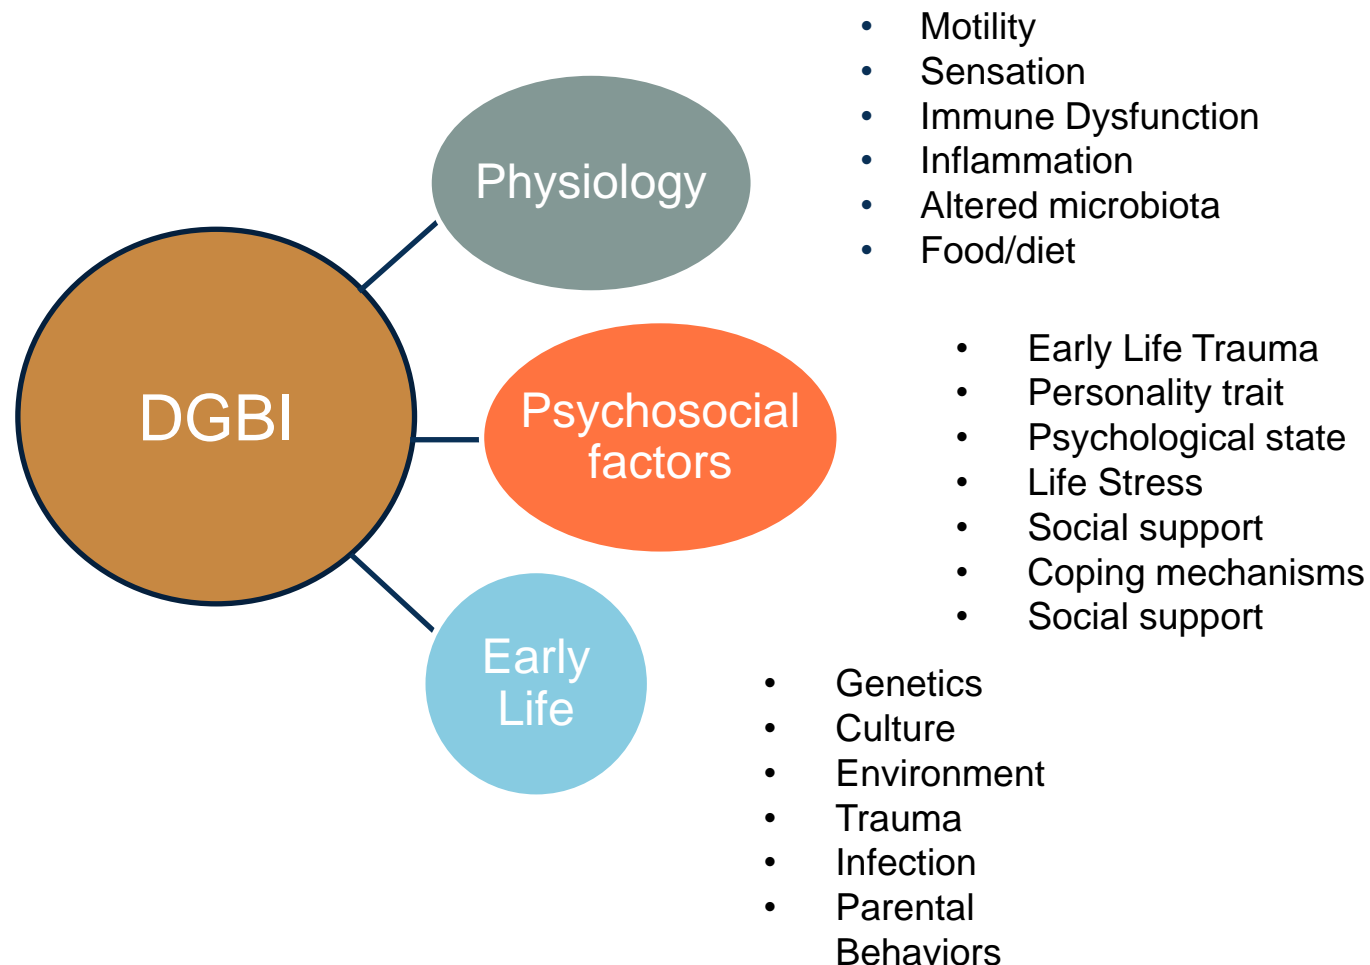 DGBI
Physiology
• Motility
• Sensation
• Immune Dysfunction
• Inflammation
• Altered microbiota
• Food/diet
Psychosocial
factors
• Early Life Trauma
• Personality trait
• Psychological state
• Life Stress
• Social support
• Coping mechanisms
• Social support
Early
Life
• Genetics
• Culture
• Environment
• Trauma
• Infection
• Parental
Behaviors